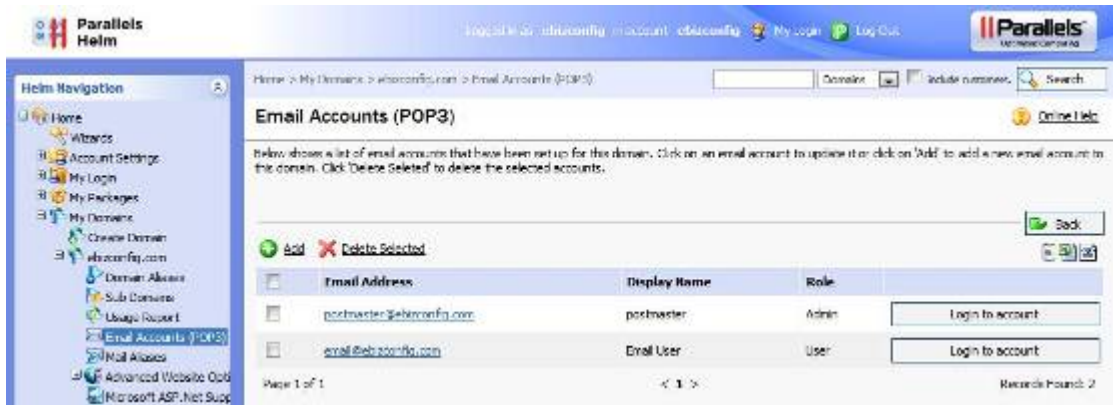 Parallels
Helm
Logged in as ebizconfig in account ebizconfig My Login Log Out
Parallels
Helm Navigation
Home > My Domains > ebizconfig.com > Email Accounts (POP3)
Domains
include customers.
Search
Home
Wizards
Account Settings
My Login
My Packages
My Domains
Create Domain
ebizconfig.com
Domain Aliases
Sub Domains
Usage Report
Email Accounts (POP3)
Mail Aliases
Advanced Website Opti
Microsoft ASP.Net Supp
Email Accounts (POP3)
Online Help
Below shows a list of email accounts that have been set up for this domain. Click on an email account to update it or click on 'Add' to add a new email account to
this domain. Click 'Delete Seleted' to delete the selected accounts.
Back
Add Delete Selected
Email Address Display Name Role
postmaster@ebizconfig.com postmaster Admin Login to account
email@ebizconfig.com Email User User Login to account
Page 1 of 1 < 1 > Records Found: 2